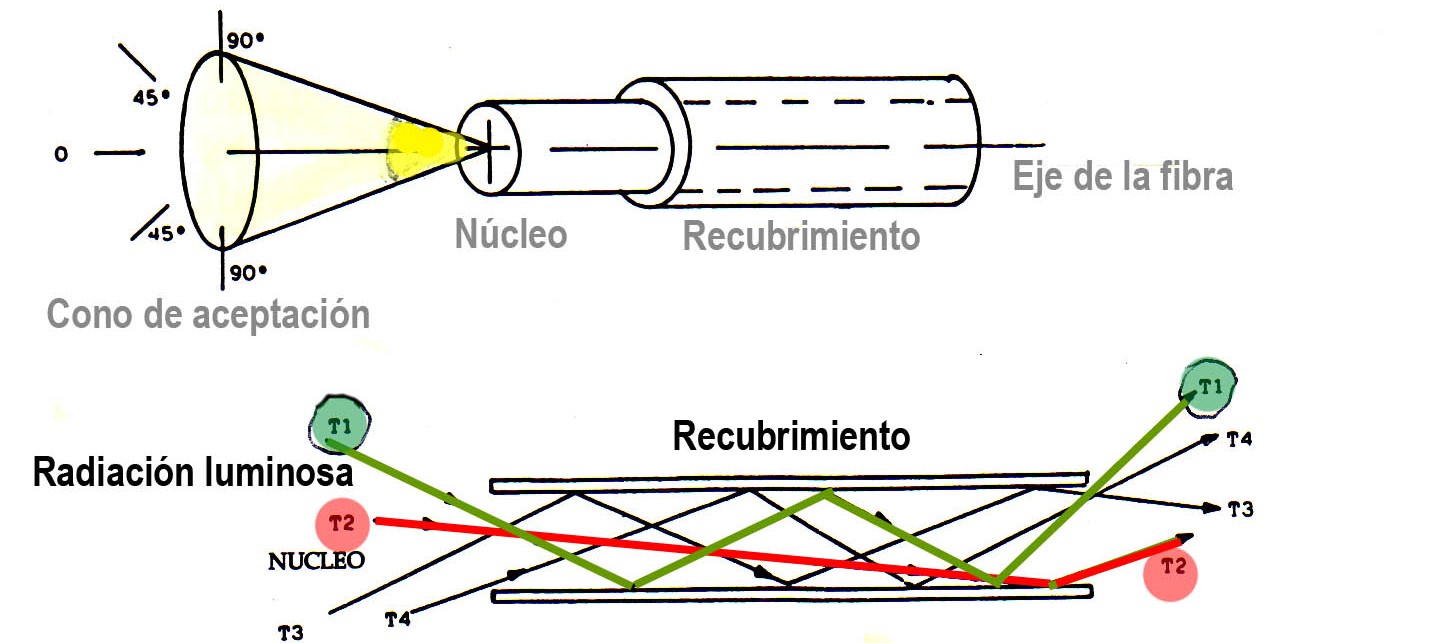 90°
45°
0
45°
90°
Eje de la fibra
Núcleo
Recubrimiento
Cono de aceptación
T1
T1
Recubrimiento
T4
Radiación luminosa
T2
T3
NUCLEO
T2
T4
T3